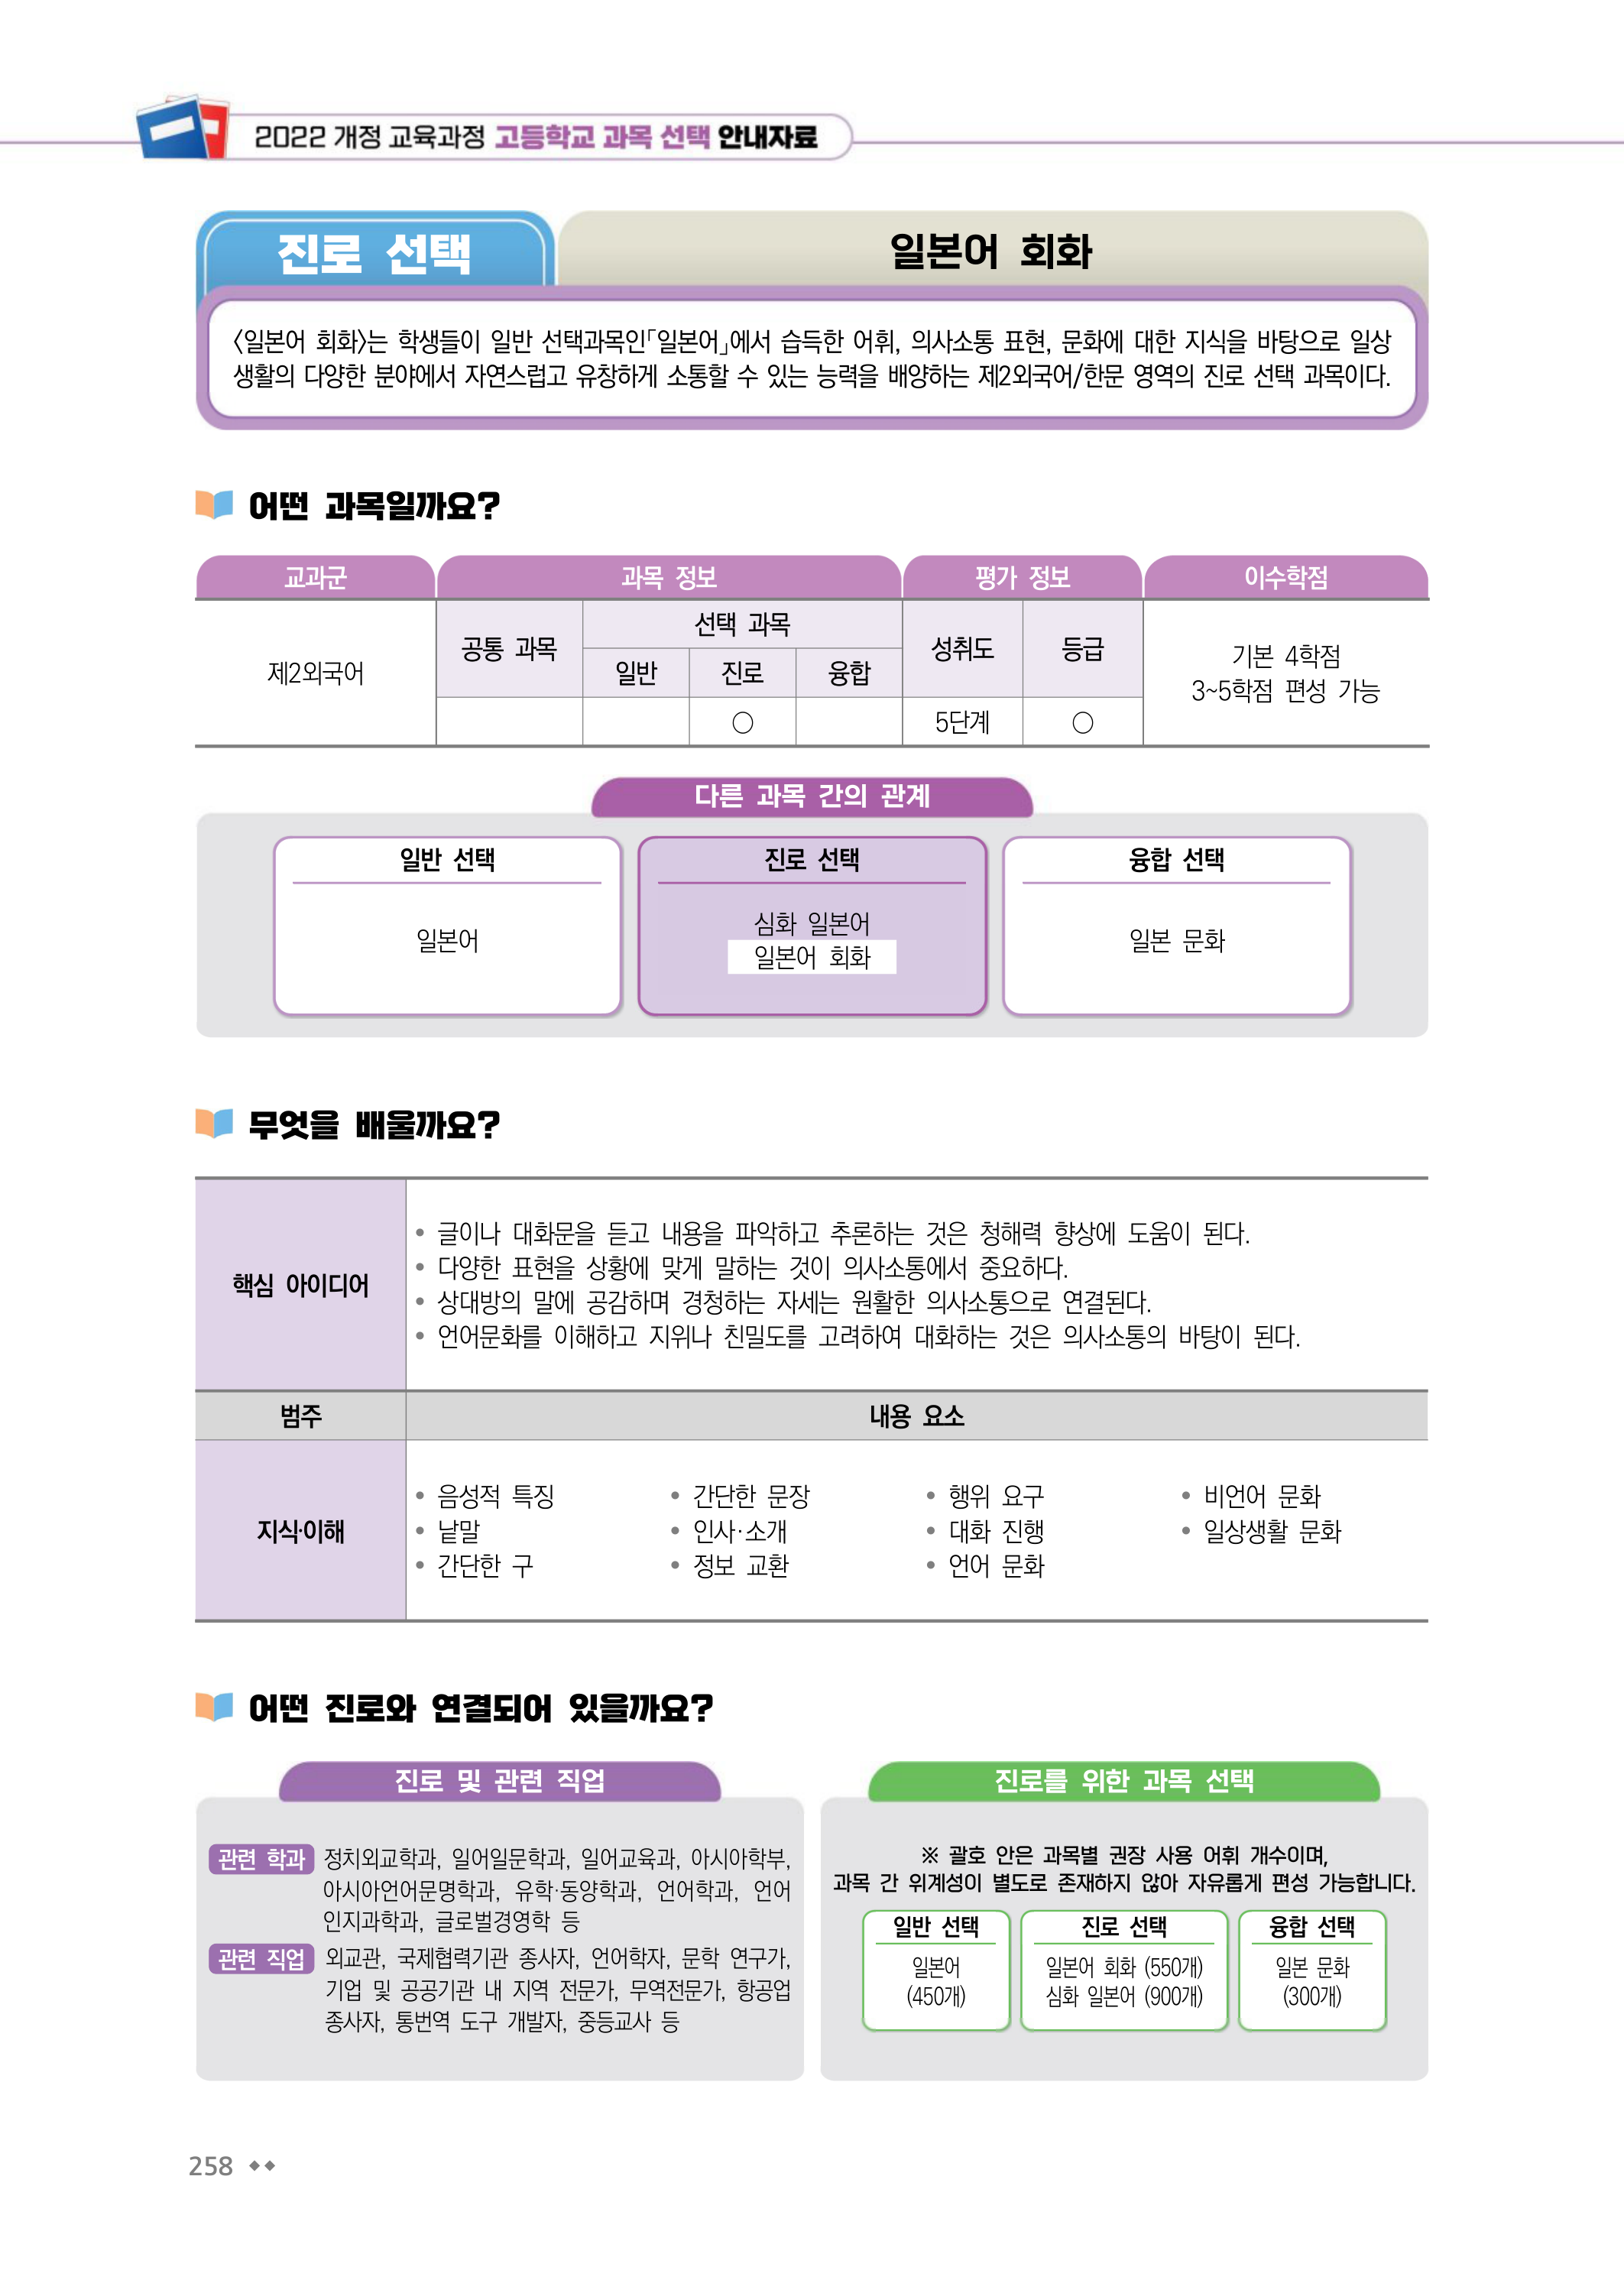 2022 개정 교육과정 고등학교 과목 선택 안내자료
진로 선택
일본어 회화
〈일본어 회화〉는 학생들이 일반 선택과목인「일본어」에서 습득한 어휘, 의사소통 표현, 문화에 대한 지식을 바탕으로 일상
생활의 다양한 분야에서 자연스럽고 유창하게 소통할 수 있는 능력을 배양하는 제2외국어/한문 영역의 진로 선택 과목이다.
어떤 과목일까요?
교과군 과목 정보 평가 정보 이수학점
제2외국어
공통 과목
선택 과목
일반 진로 융합
성취도 등급
○ 5단계 ○
기본 4학점
3~5학점 편성 가능
다른 과목 간의 관계
일반 선택
일본어
진로 선택
심화 일본어
일본어 회화
융합 선택
일본 문화
무엇을 배울까요?
핵심 아이디어
• 글이나 대화문을 듣고 내용을 파악하고 추론하는 것은 청해력 향상에 도움이 된다.
• 다양한 표현을 상황에 맞게 말하는 것이 의사소통에서 중요하다.
• 상대방의 말에 공감하며 경청하는 자세는 원활한 의사소통으로 연결된다.
• 언어문화를 이해하고 지위나 친밀도를 고려하여 대화하는 것은 의사소통의 바탕이 된다.
범주 내용 요소
지식·이해
• 음성적 특징
• 낱말
• 간단한 구
• 간단한 문장
• 인사·소개
• 정보 교환
• 행위 요구
• 대화 진행
• 언어 문화
• 비언어 문화
• 일상생활 문화
어떤 진로와 연결되어 있을까요?
진로 및 관련 직업
관련 학과 정치외교학과, 일어일문학과, 일어교육과, 아시아학부,
아시아언어문명학과, 유학·동양학과, 언어학과, 언어
인지과학과, 글로벌경영학 등
관련 직업 외교관, 국제협력기관 종사자, 언어학자, 문학 연구가,
기업 및 공공기관 내 지역 전문가, 무역전문가, 항공업
종사자, 통번역 도구 개발자, 중등교사 등
진로를 위한 과목 선택
※ 괄호 안은 과목별 권장 사용 어휘 개수이며,
과목 간 위계성이 별도로 존재하지 않아 자유롭게 편성 가능합니다.
일반 선택
일본어
(450개)
진로 선택
일본어 회화 (550개)
심화 일본어 (900개)
융합 선택
일본 문화
(300개)
258 ◆◆